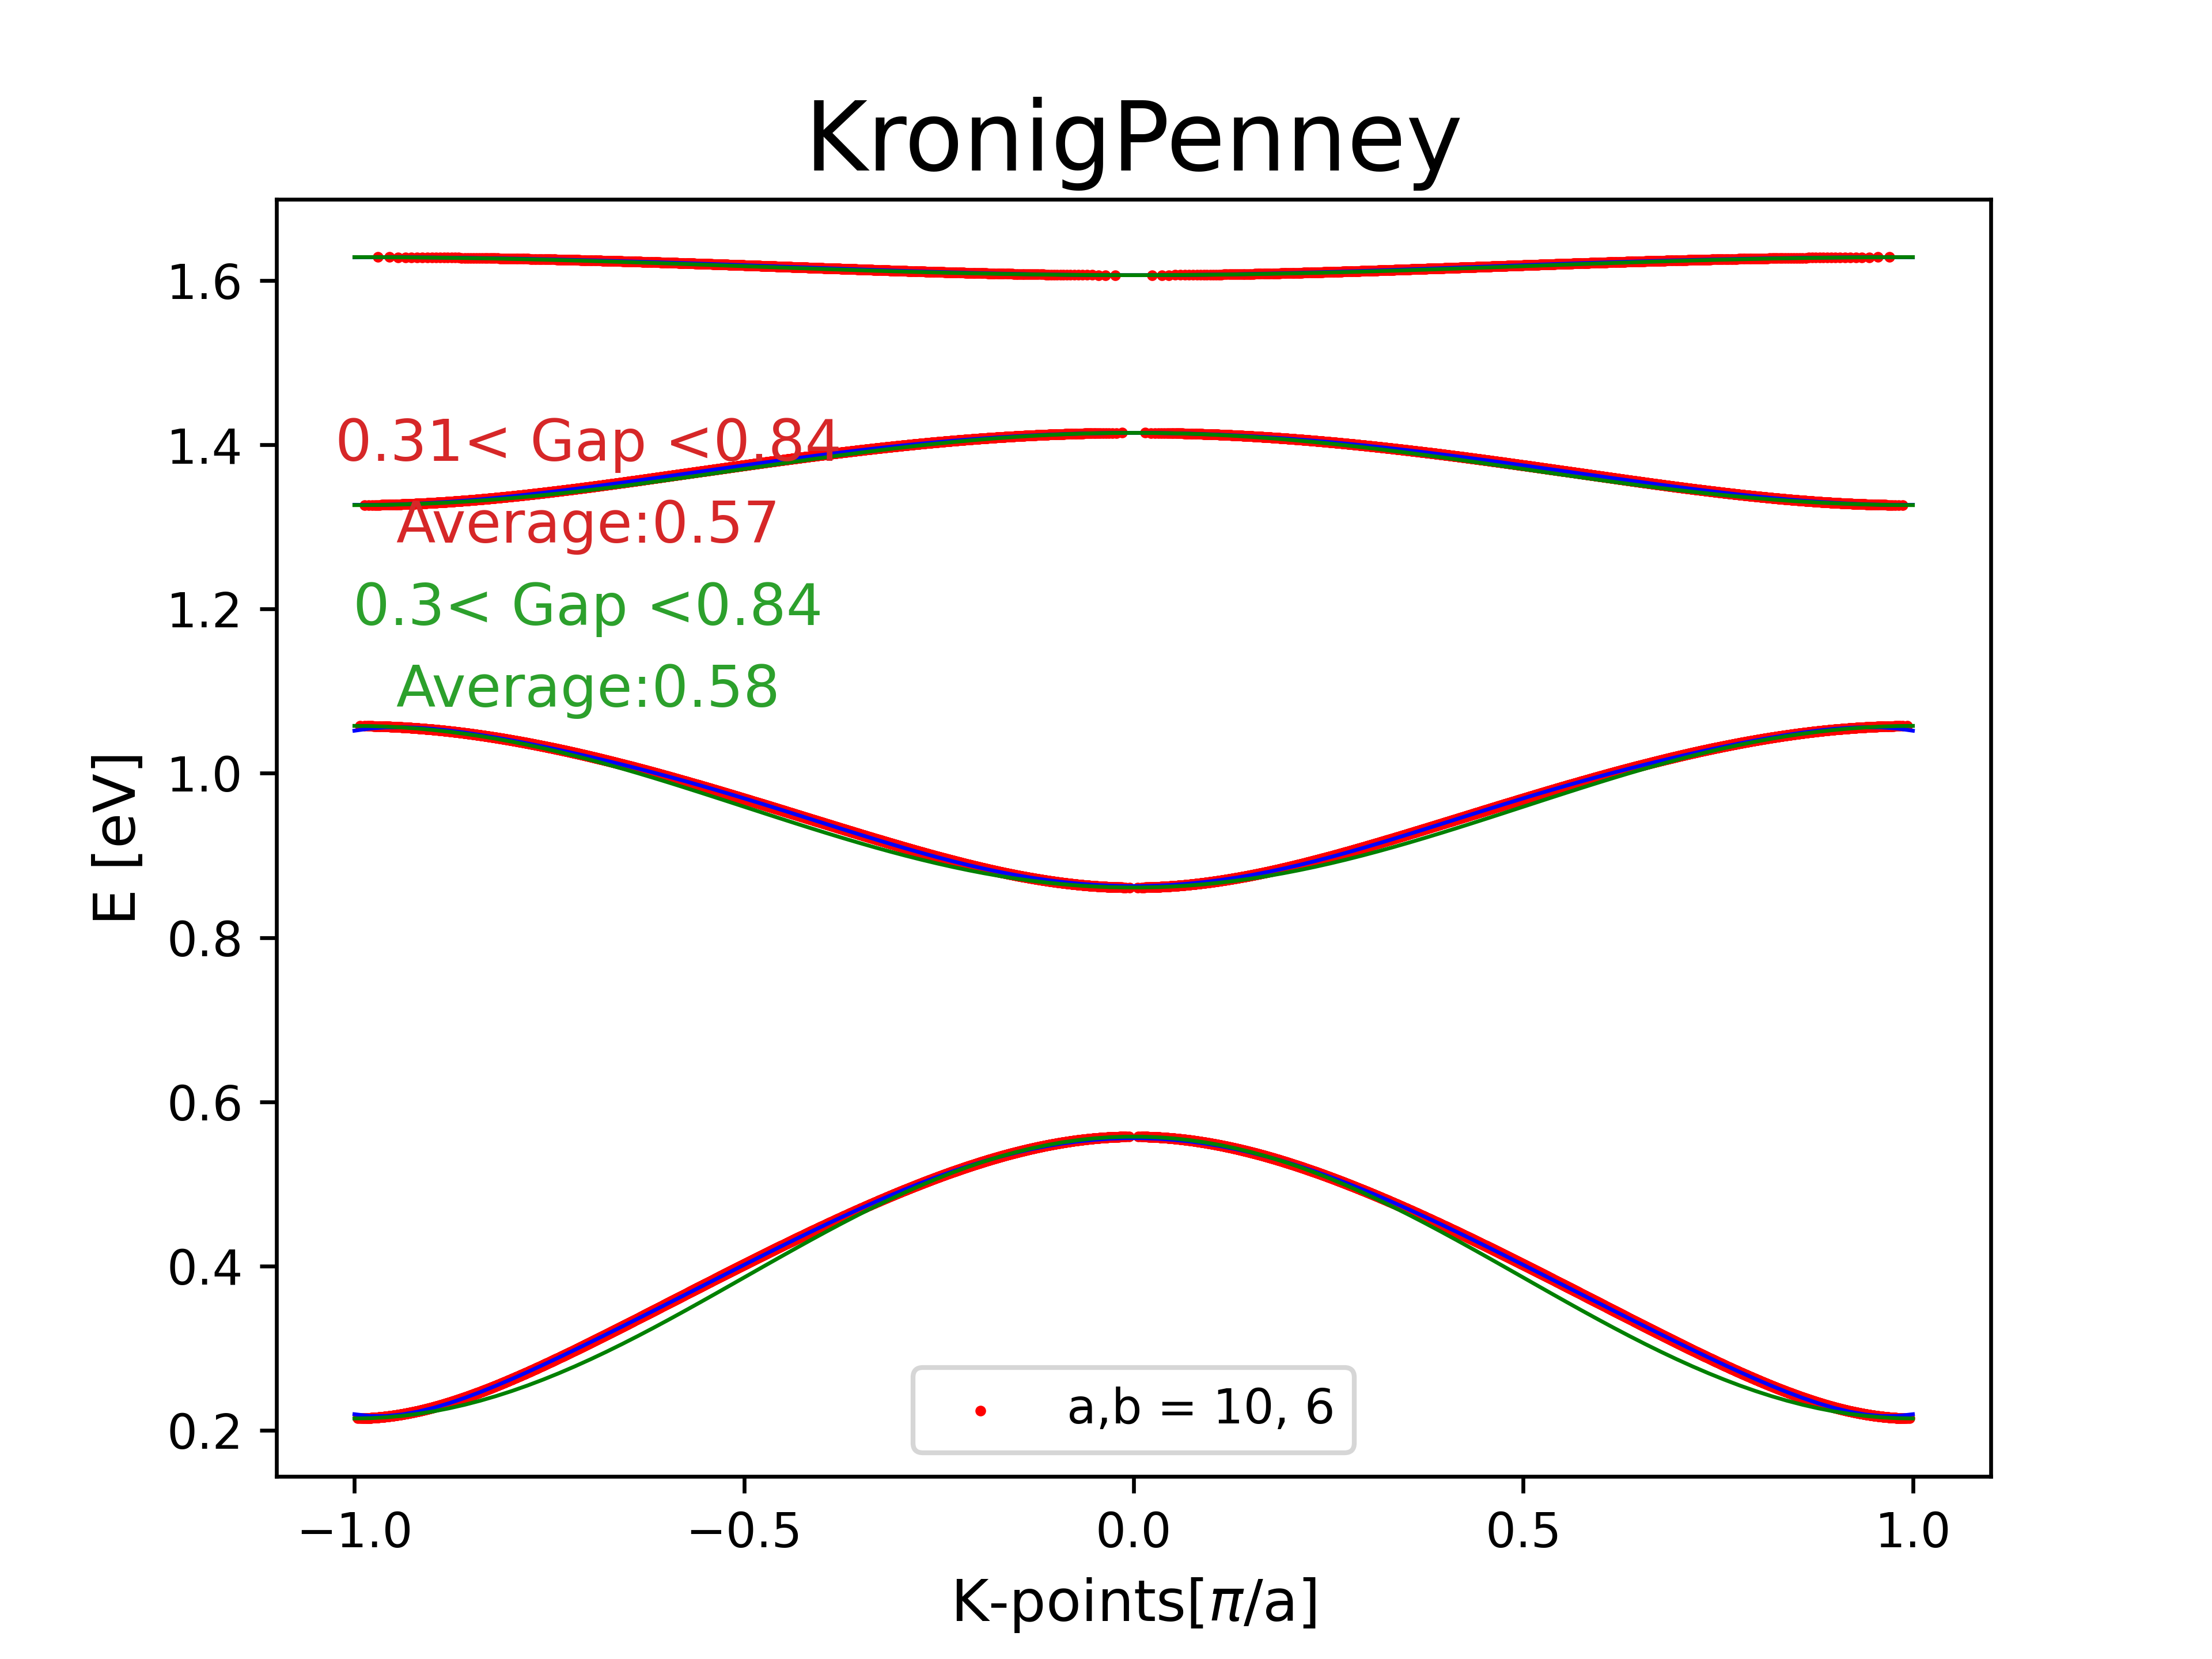 KronigPenney
1.6
1.4
1.2
1.0
0.8
0.6
0.4
0.2
E [eV]
0.31< Gap <0.84
Average:0.57
0.3< Gap <0.84
Average:0.58
a,b = 10, 6
−1.0 −0.5 0.0 0.5 1.0
K-points[π/a]